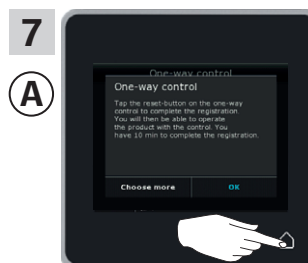 7
A
One-way control
One-way control
Tap the reset-button on the one-way
control to complete the registration.
You will then be able to operate
the product with the control. You
have 10 min to complete the registration.
Choose more
OK